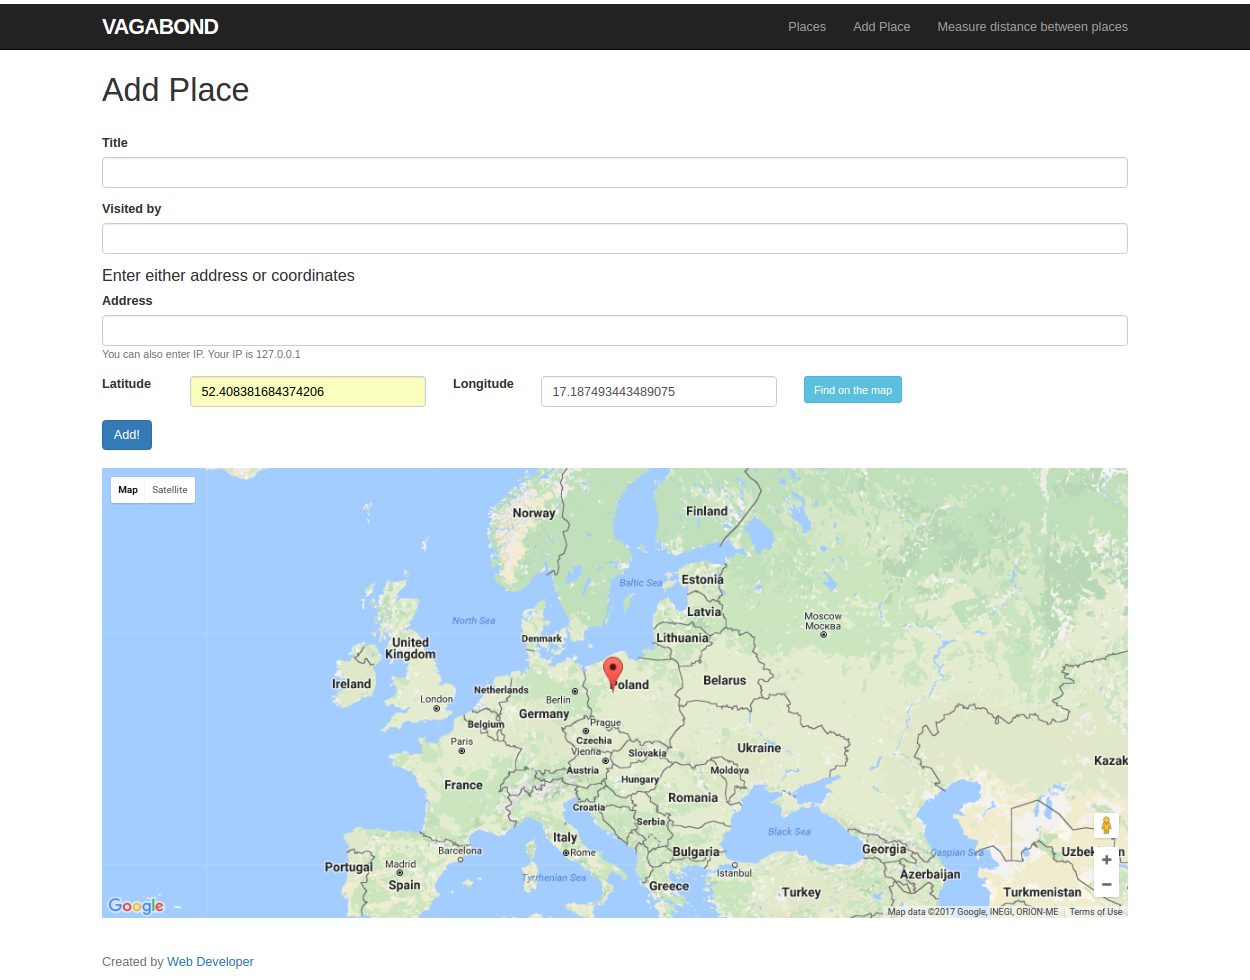 VAGABOND
Places Add Place Measure distance between places
Add Place
Title
Visited by
Enter either address or coordinates
Address
You can also enter IP. Your IP is 127.0.0.1
Latitude 52.408381684374206 Longitude 17.187493443489075 Find on the map
Add!
Map Satellite
Norway
Finland
Baltic Sea
Estonia
North Sea
Latvia
Moscow
Москва
Denmark
Lithuania
United
Kingdom
Ireland
Poland
Belarus
Netherlands
Berlin
London
Germany
Belgium
Prague
Paris
Czechia
Vienna
Slovakia
Ukraine
Kazak
Austria
Moldova
Hungary
France
Romania
Croatia
Serbia
Black Sea
Italy
Rome
Bulgaria
Georgia
Caspian Sea
Uzbek n
Barcelona
Portugal
Madrid
Istanbul
Azerbaijan
Tyrrhenian Sea
Spain
Greece
Turkey
Turkmenistan
+
−
Google
Map data ©2017 Google, INEGI, ORION-ME Terms of Use
Created by Web Developer